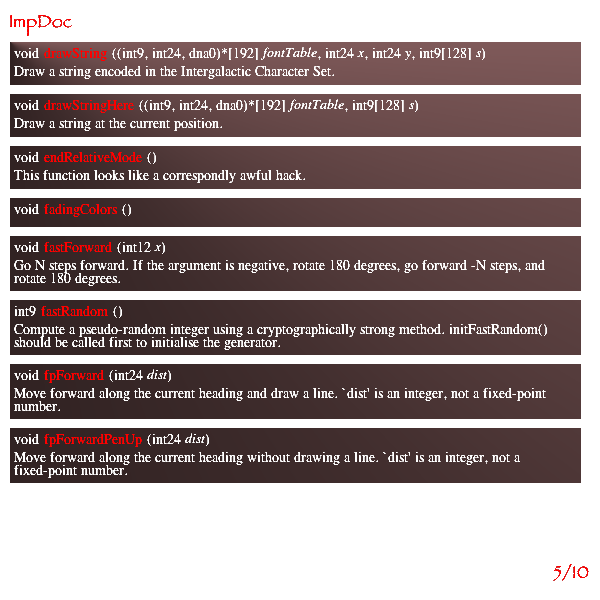 ImpDoc
void drawString ((int9, int24, dna0)*[192] fontTable, int24 x, int24 y, int9[128] s)
Draw a string encoded in the Intergalactic Character Set.
void drawStringHere ((int9, int24, dna0)*[192] fontTable, int9[128] s)
Draw a string at the current position.
void endRelativeMode ()
This function looks like a correspondly awful hack.
void fadingColors ()
void fastForward (int12 x)
Go N steps forward. If the argument is negative, rotate 180 degrees, go forward -N steps, and
rotate 180 degrees.
int9 fastRandom ()
Compute a pseudo-random integer using a cryptographically strong method. initFastRandom()
should be called first to initialise the generator.
void fpForward (int24 dist)
Move forward along the current heading and draw a line. `dist' is an integer, not a fixed-point
number.
void fpForwardPenUp (int24 dist)
Move forward along the current heading without drawing a line. `dist' is an integer, not a
fixed-point number.
5/10